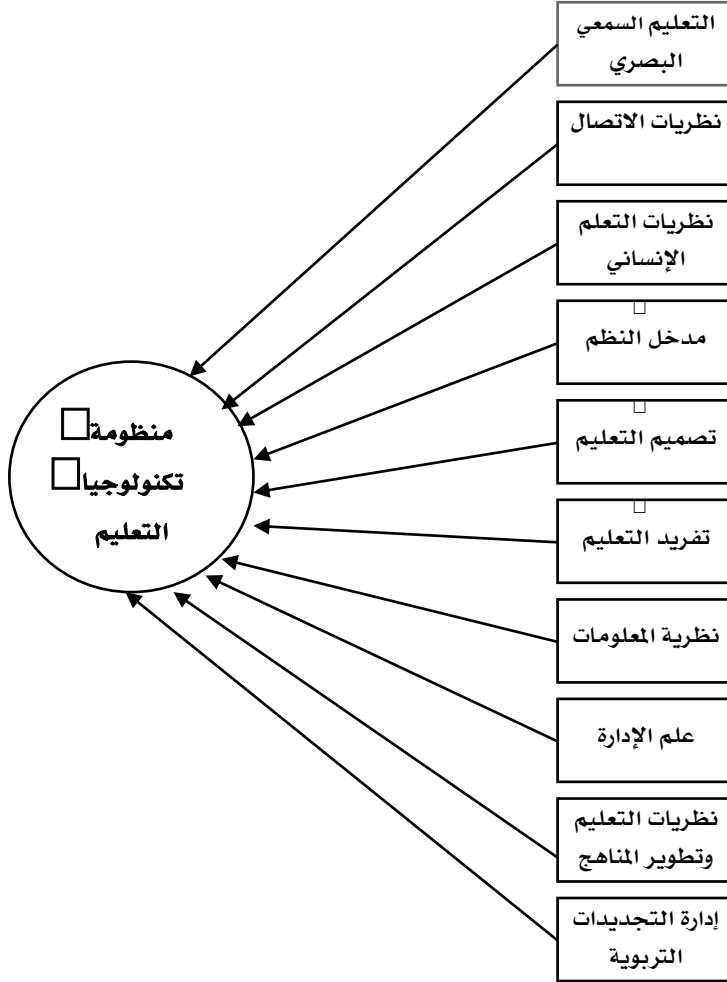 التعليم السمعي
البصري
نظريات الاتصال
نظريات التعلم
الإنساني
مدخل النظم
تصميم التعليم
تفريد التعليم
نظرية المعلومات
علم الإدارة
نظريات التعليم
وتطوير المناهج
إدارة التجديدات
التربوية
منظومة
تكنولوجيا
التعليم